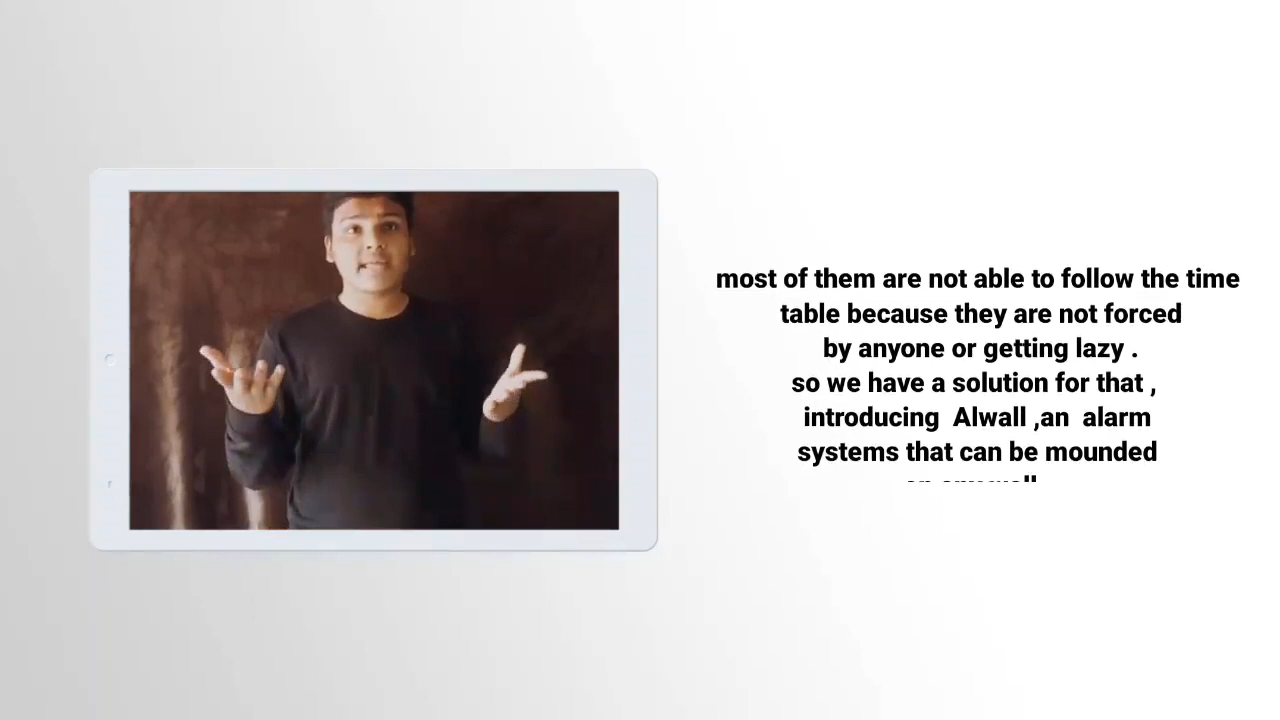 most of them are not able to follow the time
table because they are not forced
by anyone or getting lazy .
so we have a solution for that ,
introducing  Alwall ,an  alarm
systems that can be mounded